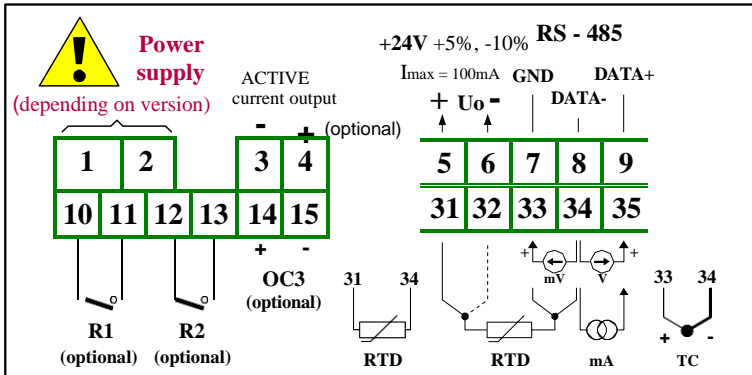 Power
supply
(depending on version)
ACTIVE
current output
(optional)
- +
+24V +5%, -10% RS - 485
Imax = 100mA GND DATA+
+ Uo - DATA-
1 2 3 4 5 6 7 8 9
10 11 12 13 14 15 31 32 33 34 35
+ -
OC3
(optional)
R1
(optional)
R2
(optional)
31 34
RTD
RTD
+ mV V +
mA
33 34
+ -
TC